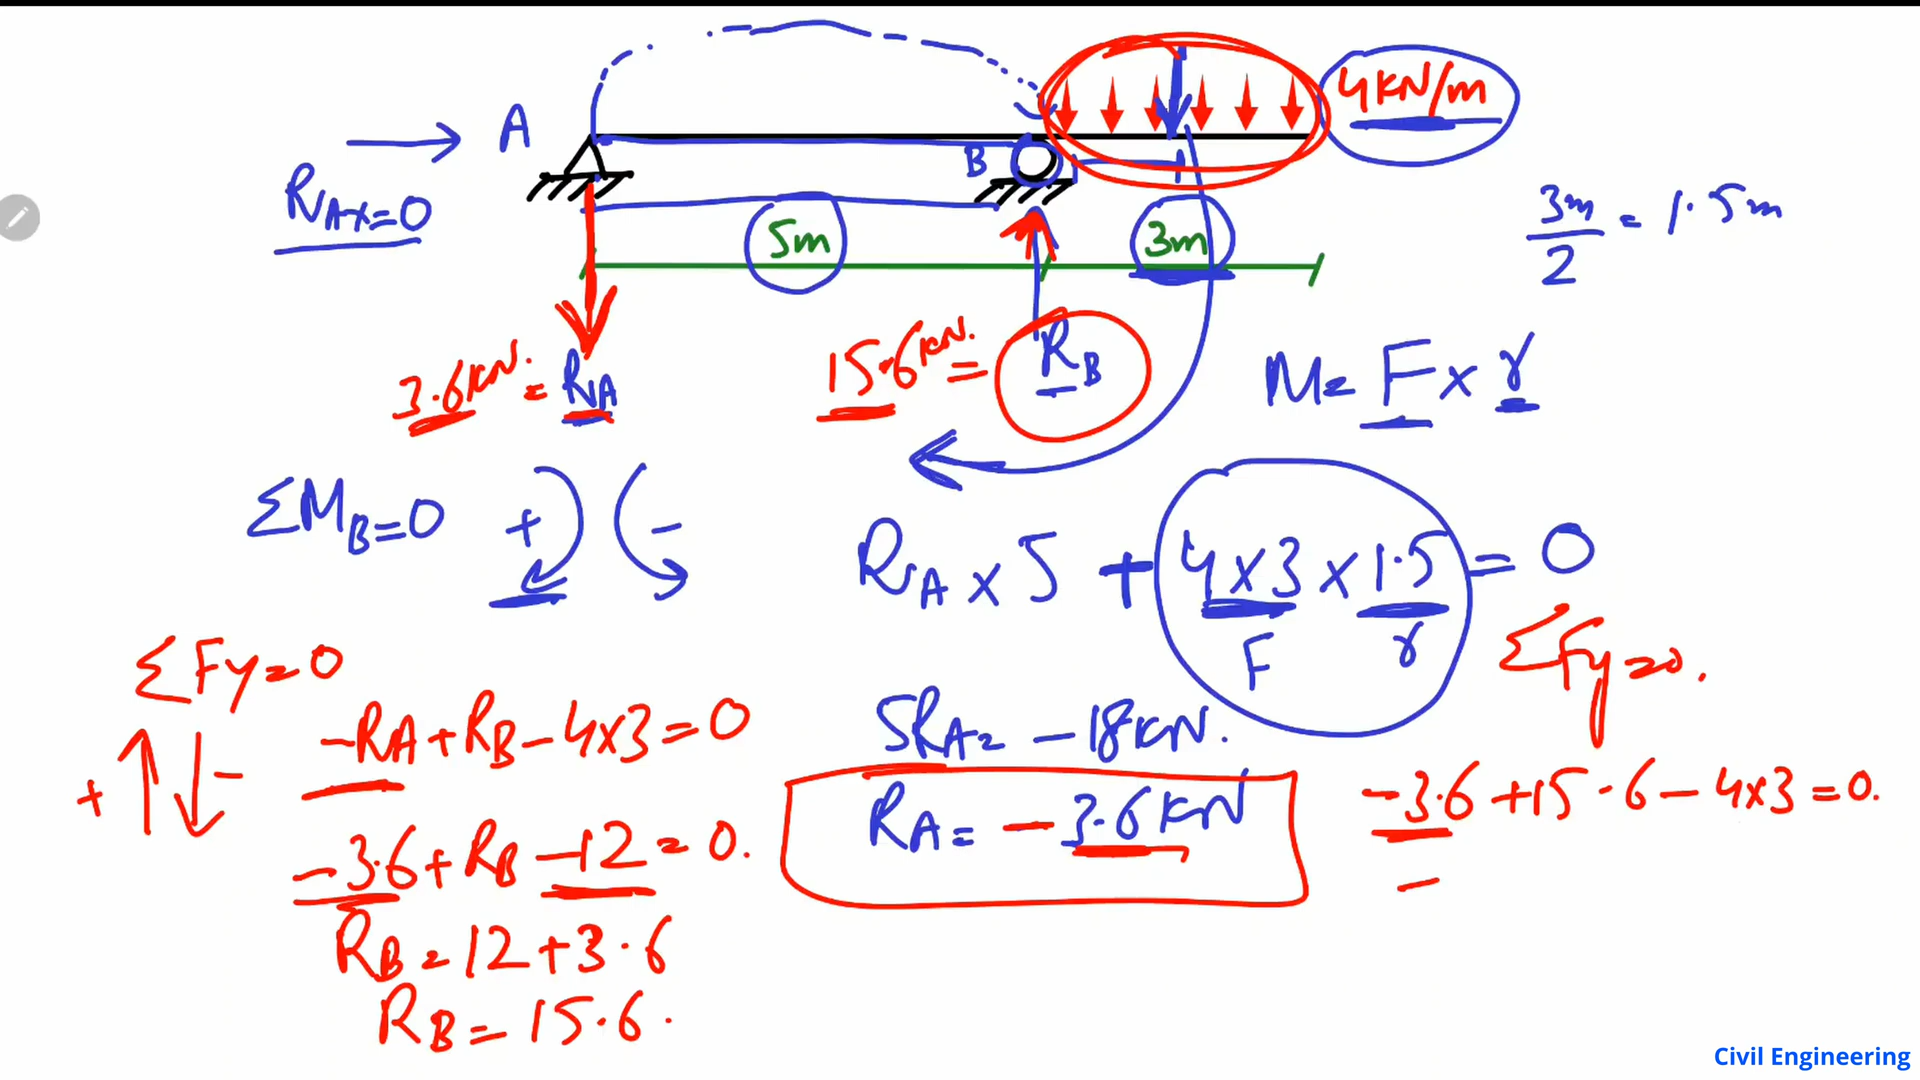 A
4KN/m
B
RAx=0
5m
3m
3m/2 = 1.5m
3.6KN. = RA
15.6KN. = RB
M= F x r
ΣMB=0 + -
RA x 5 + 4x3 x 1.5 = 0
F r
ΣFy=0
ΣFy=0.
+ -
-RA+RB-4x3=0
5RA= -18KN.
-3.6+RB-12=0.
RA= -3.6KN
-3.6+15.6-4x3=0.
-
RB=12+3.6
RB=15.6.
Civil Engineering